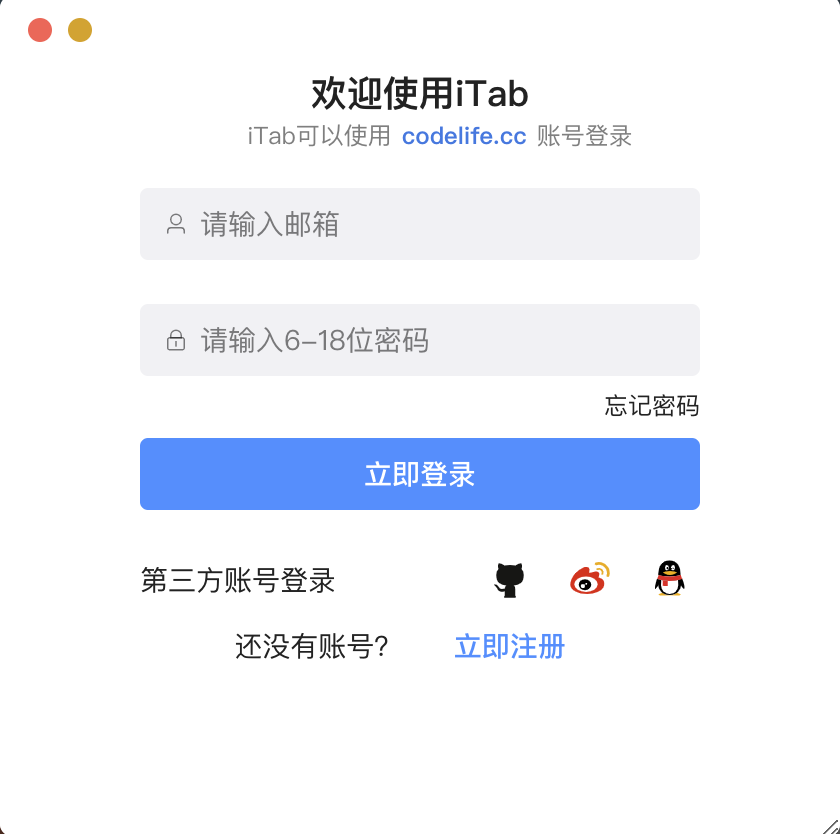 欢迎使用iTab
iTab可以使用 codelife.cc 账号登录
请输入邮箱
请输入6-18位密码
忘记密码
立即登录
第三方账号登录
还没有账号? 立即注册